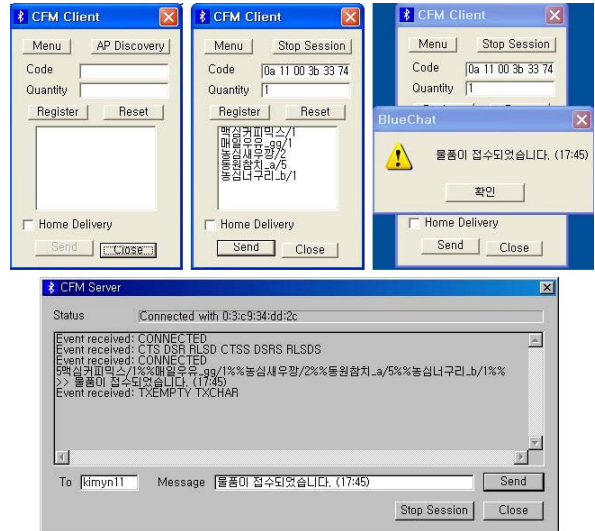 CFM Client
Menu
AP Discovery
Code
Quantity
Register
Reset
Home Delivery
Send
Close
CFM Client
Menu
Stop Session
Code
0a 11 00 3b 33 74
Quantity
1
Register
Reset
맥심커피믹스/1
매일우유_gg/1
농심새우깡/2
동원참치_a/5
농심너구리_b/1
Home Delivery
Send
Close
CFM Client
Menu
Stop Session
Code
0a 11 00 3b 33 74
Quantity
1
BlueChat
물품이 접수되었습니다. (17:45)
확인
Home Delivery
Send
Close
CFM Server
Status
Connected with 0:3:c9:34:dd:2c
Event received: CONNECTED
Event received: CTS DSR RLSD CTSS DSRS RLSDS
Event received: CONNECTED
5맥심커피믹스/1%%매일우유_gg/1%%농심새우깡/2%%동원참치_a/5%%농심너구리_b/1%%
>> 물품이 접수되었습니다. (17:45)
Event received: TXEMPTY TXCHAR
To
kimyn11
Message
물품이 접수되었습니다. (17:45)
Send
Stop Session
Close